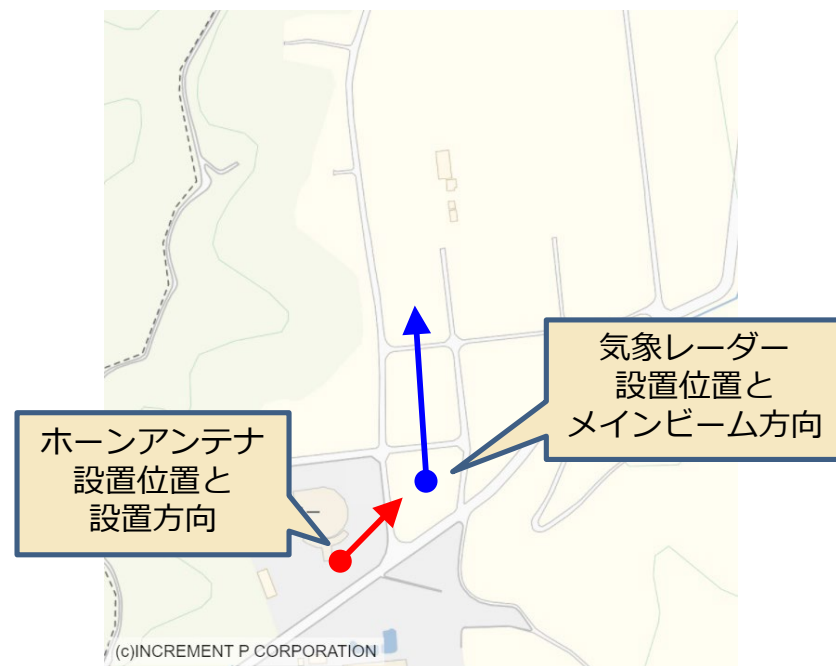 気象レーダー
設置位置と
メインビーム方向
ホーンアンテナ
設置位置と
設置方向
(c)INCREMENT P CORPORATION